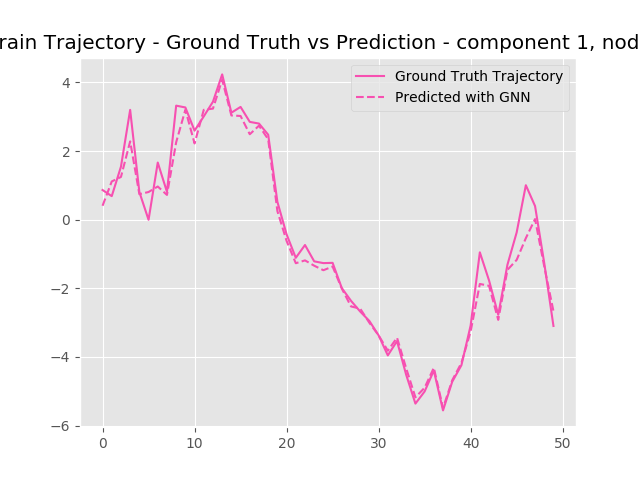 rain Trajectory - Ground Truth vs Prediction - component 1, nod
Ground Truth Trajectory
Predicted with GNN
4
2
0
−2
−4
−6
0 10 20 30 40 50